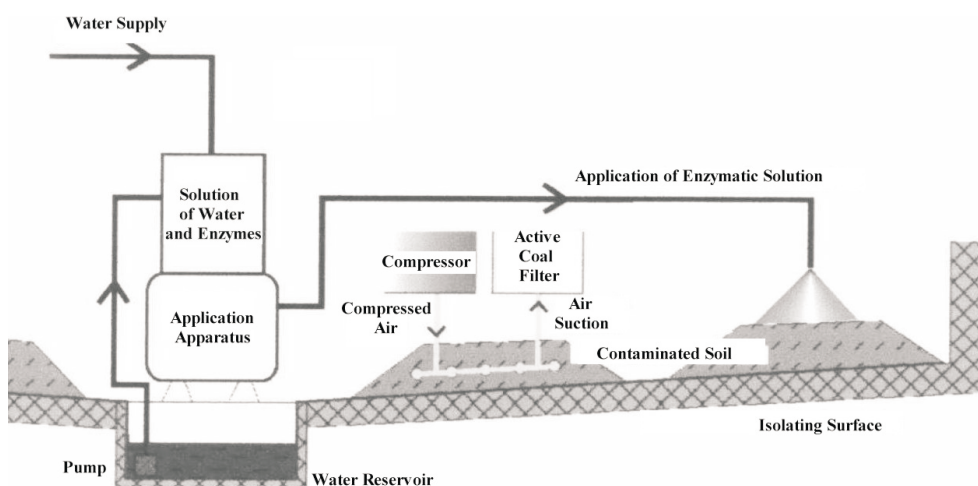 Water Supply
Solution
of Water
and Enzymes
Application
Apparatus
Application of Enzymatic Solution
Compressor
Active
Coal
Filter
Compressed
Air
Air
Suction
Contaminated Soil
Isolating Surface
Pump
Water Reservoir